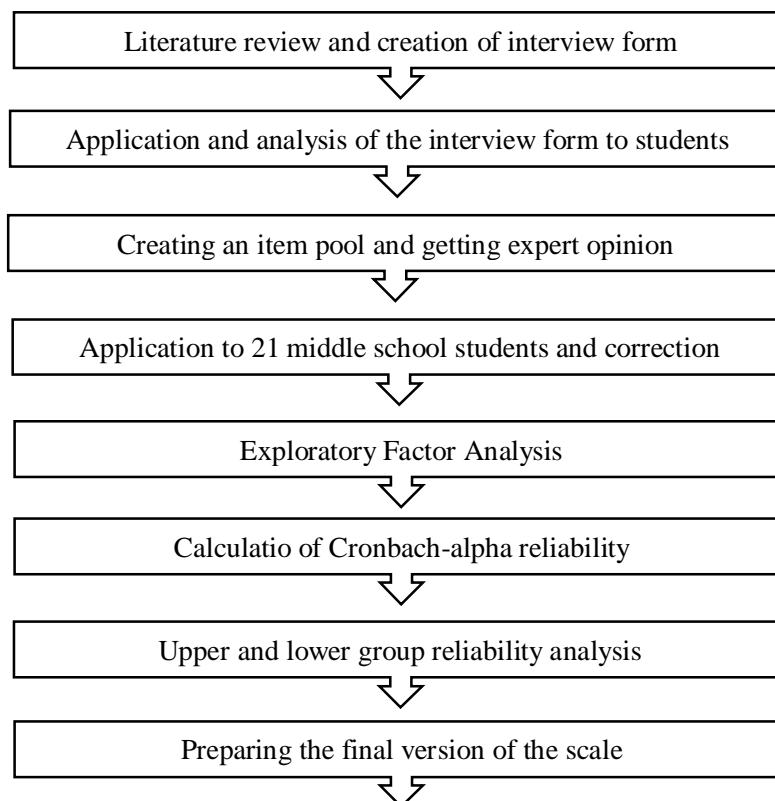 Literature review and creation of interview form
Application and analysis of the interview form to students
Creating an item pool and getting expert opinion
Application to 21 middle school students and correction
Exploratory Factor Analysis
Calculatio of Cronbach-alpha reliability
Upper and lower group reliability analysis
Preparing the final version of the scale